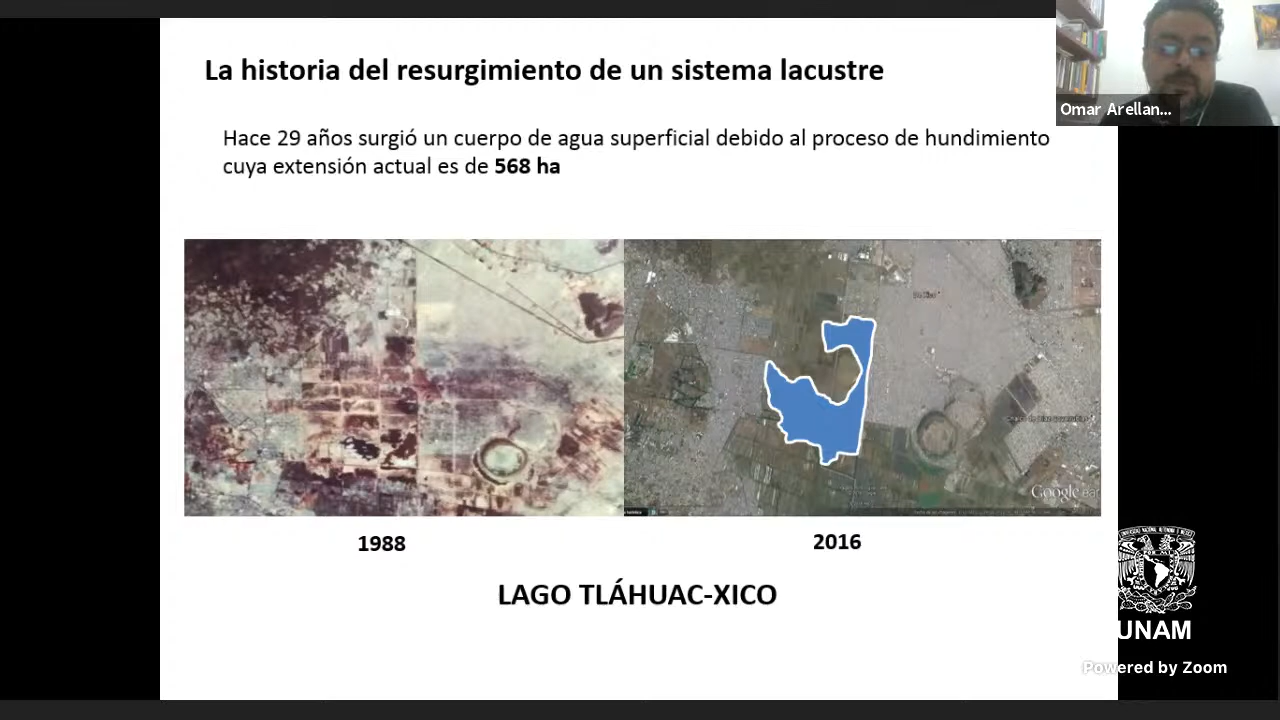 La historia del resurgimiento de un sistema lacustre
Omar Arellan...
Hace 29 años surgió un cuerpo de agua superficial debido al proceso de hundimiento
cuya extensión actual es de 568 ha
Google ear
1988
2016
LAGO TLÁHUAC-XICO
UNAM
Powered by Zoom